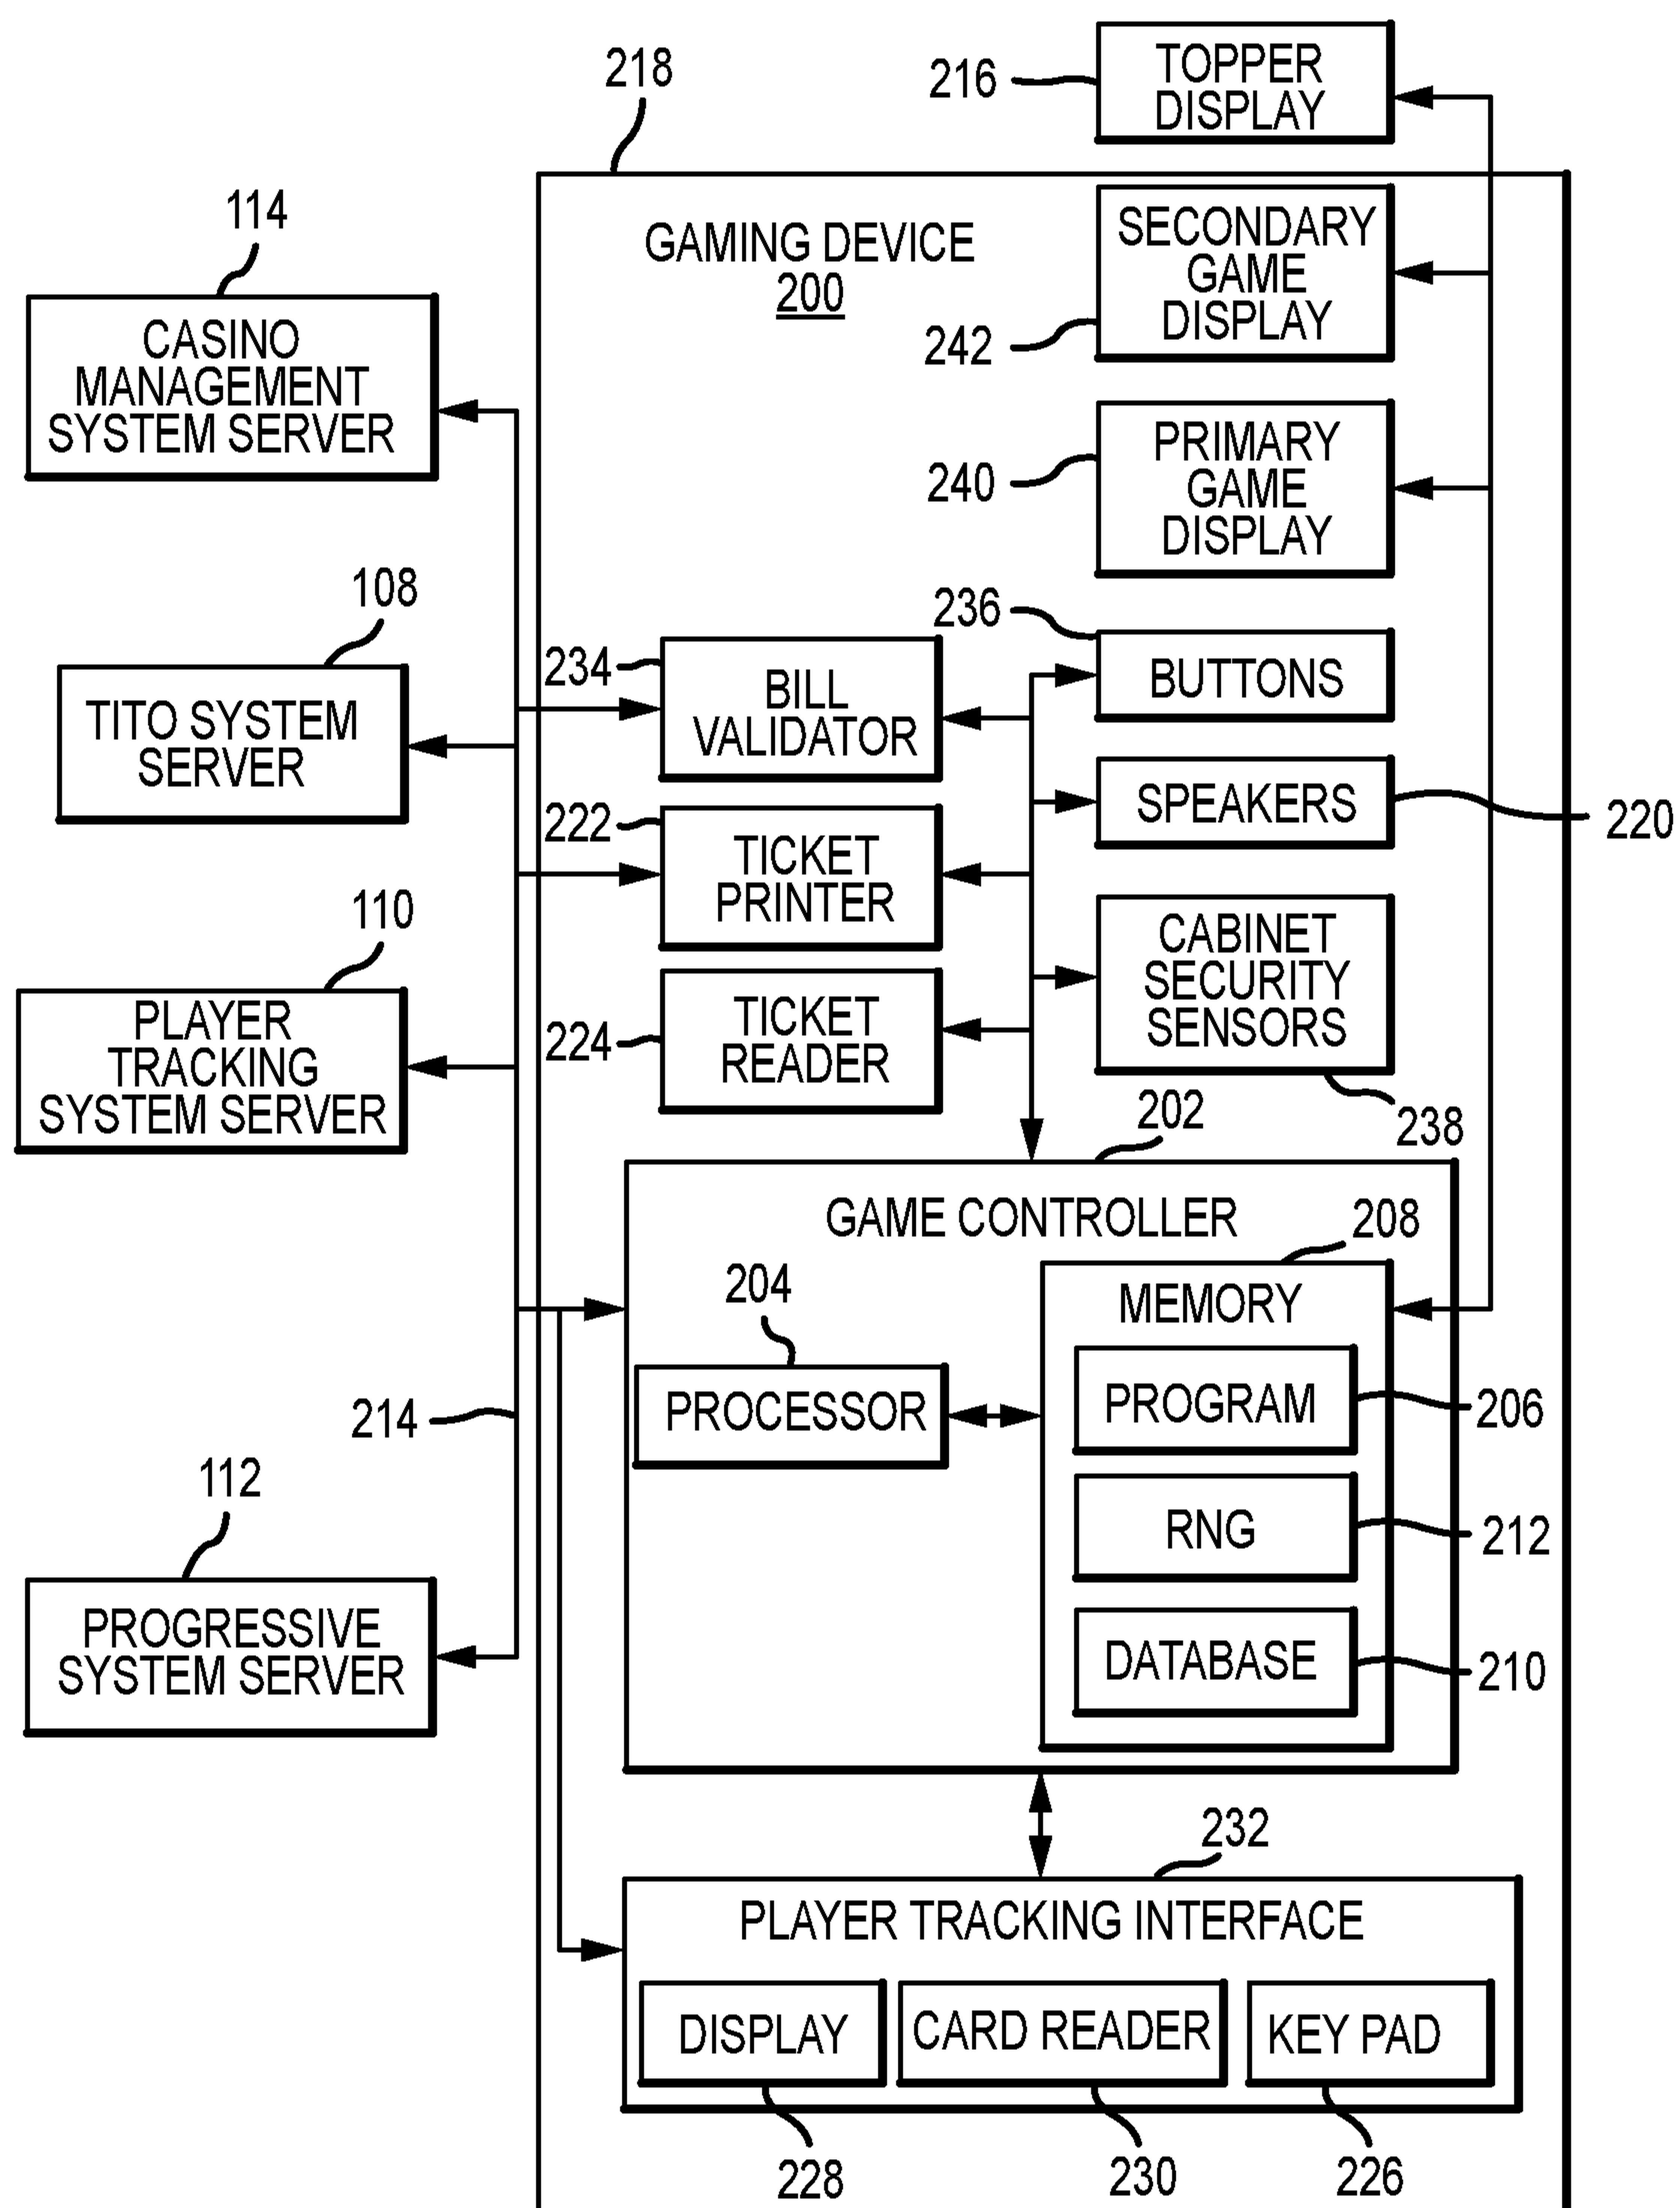 218
216
TOPPER
DISPLAY
114
GAMING DEVICE
200
SECONDARY
GAME
DISPLAY
242
CASINO
MANAGEMENT
SYSTEM SERVER
240
PRIMARY
GAME
DISPLAY
108
236
BUTTONS
234
BILL
VALIDATOR
TITO SYSTEM
SERVER
SPEAKERS
220
222
TICKET
PRINTER
110
CABINET
SECURITY
SENSORS
238
PLAYER
TRACKING
SYSTEM SERVER
224
TICKET
READER
202
GAME CONTROLLER
208
204
MEMORY
PROCESSOR
PROGRAM
206
214
112
RNG
212
PROGRESSIVE
SYSTEM SERVER
DATABASE
210
232
PLAYER TRACKING INTERFACE
DISPLAY
CARD READER
KEY PAD
228
230
226